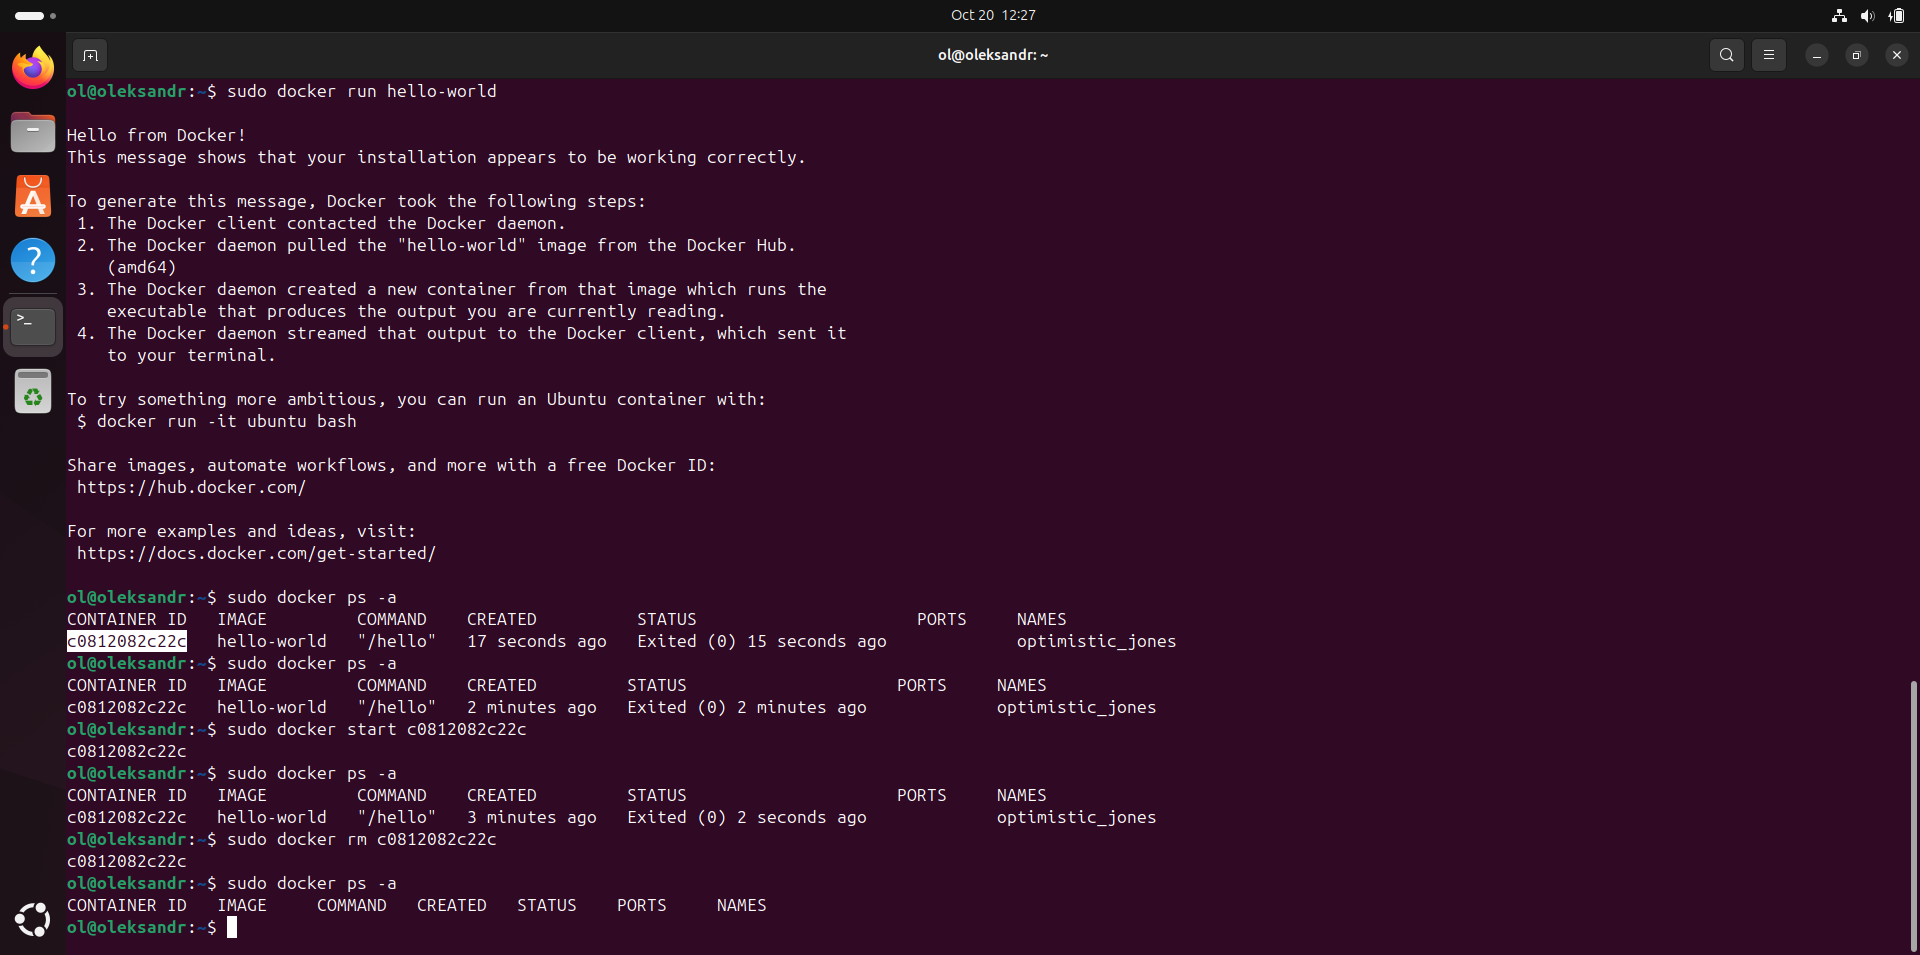 Oct 20 12:27
ol@oleksandr: ~
ol@oleksandr:~$ sudo docker run hello-world
Hello from Docker!
This message shows that your installation appears to be working correctly.
To generate this message, Docker took the following steps:
1. The Docker client contacted the Docker daemon.
2. The Docker daemon pulled the "hello-world" image from the Docker Hub.
(amd64)
3. The Docker daemon created a new container from that image which runs the
executable that produces the output you are currently reading.
4. The Docker daemon streamed that output to the Docker client, which sent it
to your terminal.
To try something more ambitious, you can run an Ubuntu container with:
$ docker run -it ubuntu bash
Share images, automate workflows, and more with a free Docker ID:
https://hub.docker.com/
For more examples and ideas, visit:
https://docs.docker.com/get-started/
ol@oleksandr:~$ sudo docker ps -a
CONTAINER ID IMAGE COMMAND CREATED STATUS PORTS NAMES
c0812082c22c hello-world "/hello" 17 seconds ago Exited (0) 15 seconds ago optimistic_jones
ol@oleksandr:~$ sudo docker ps -a
CONTAINER ID IMAGE COMMAND CREATED STATUS PORTS NAMES
c0812082c22c hello-world "/hello" 2 minutes ago Exited (0) 2 minutes ago optimistic_jones
ol@oleksandr:~$ sudo docker start c0812082c22c
c0812082c22c
ol@oleksandr:~$ sudo docker ps -a
CONTAINER ID IMAGE COMMAND CREATED STATUS PORTS NAMES
c0812082c22c hello-world "/hello" 3 minutes ago Exited (0) 2 seconds ago optimistic_jones
ol@oleksandr:~$ sudo docker rm c0812082c22c
c0812082c22c
ol@oleksandr:~$ sudo docker ps -a
CONTAINER ID IMAGE COMMAND CREATED STATUS PORTS NAMES
ol@oleksandr:~$